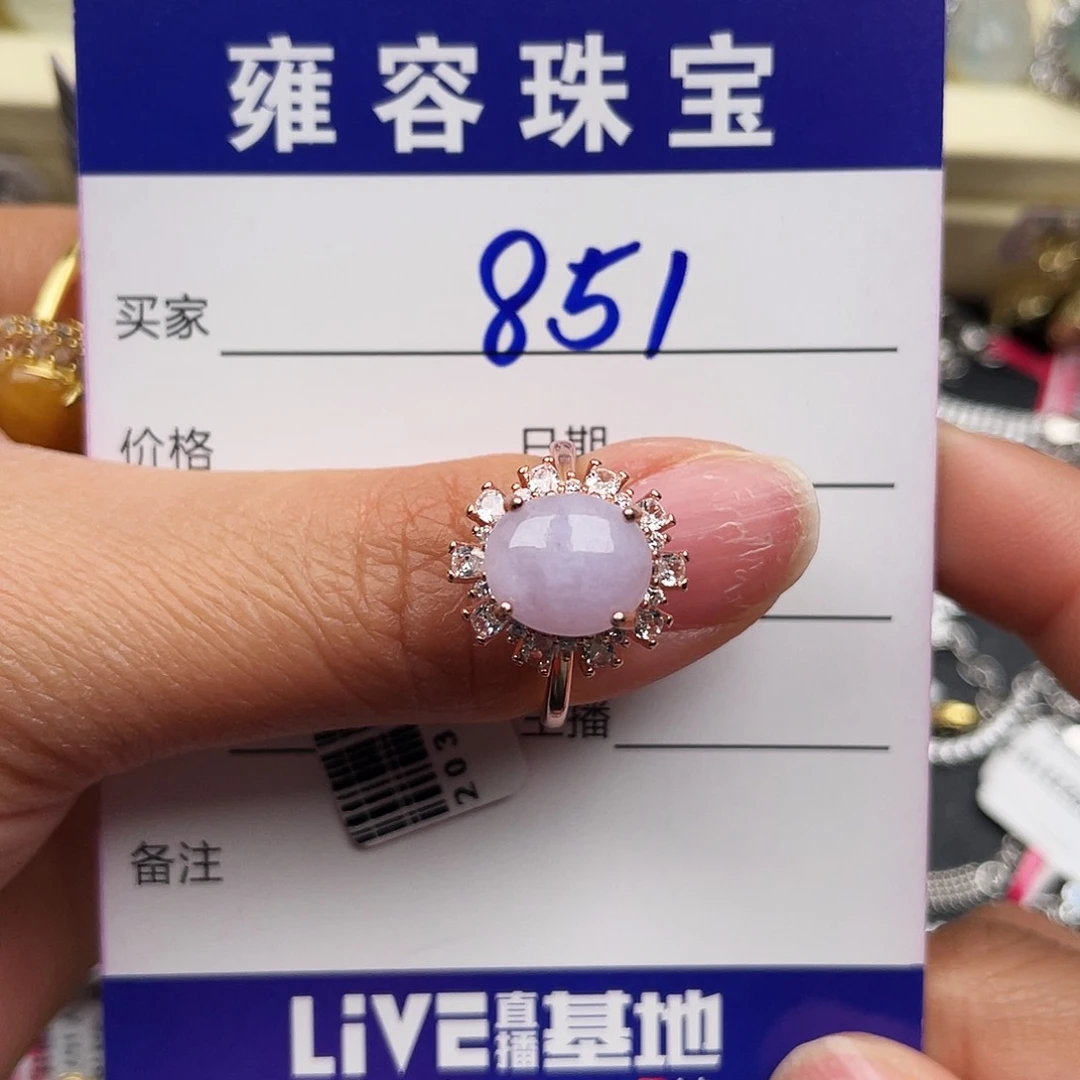 雍容珠宝
买家 851
价格 日期
主播
203
备注
LiVE直播基地